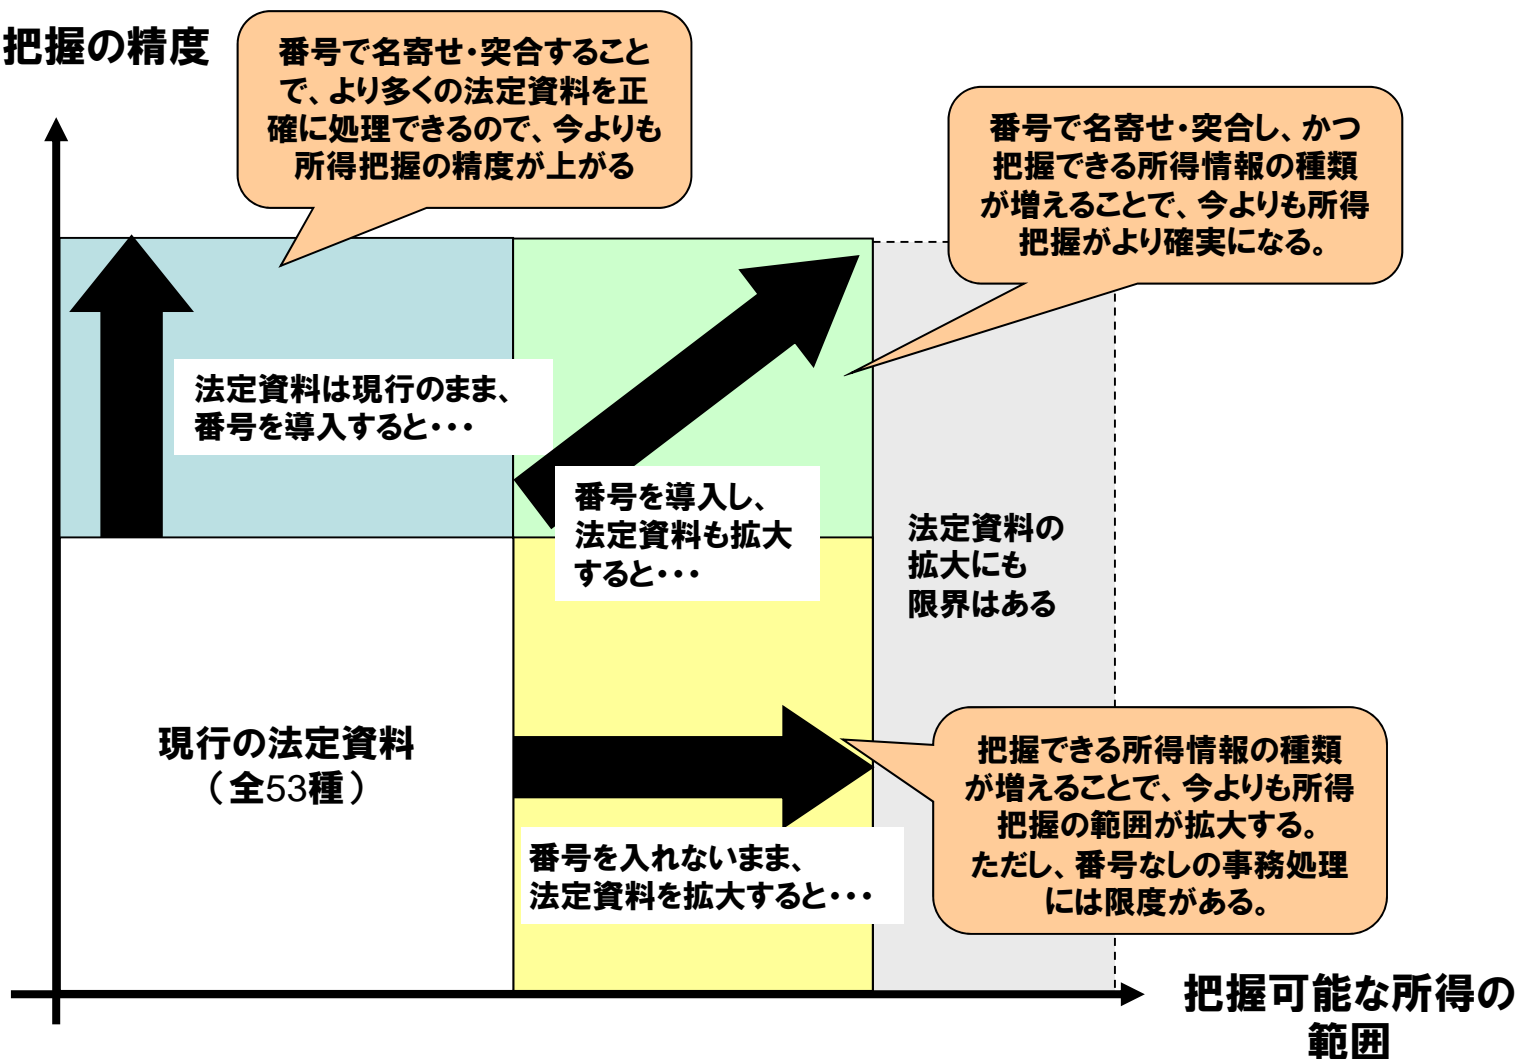 把握の精度
番号で名寄せ・突合すること
で、より多くの法定資料を正
確に処理できるので、今よりも
所得把握の精度が上がる
番号で名寄せ・突合し、かつ
把握できる所得情報の種類
が増えることで、今よりも所得
把握がより確実になる。
法定資料は現行のまま、
番号を導入すると・・・
番号を導入し、
法定資料も拡大
すると・・・
法定資料の
拡大にも
限界はある
現行の法定資料
（全53種）
把握できる所得情報の種類
が増えることで、今よりも所得
把握の範囲が拡大する。
ただし、番号なしの事務処理
には限度がある。
番号を入れないまま、
法定資料を拡大すると・・・
把握可能な所得の
範囲